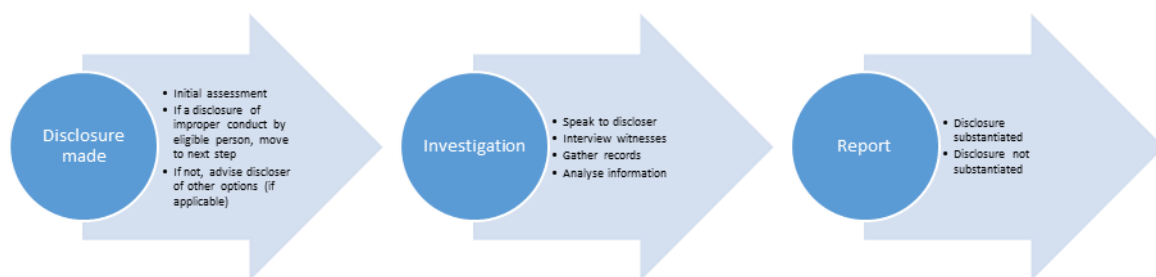 Disclosure
made
• Initial assessment
• If a disclosure of
improper conduct by
eligible person, move
to next step
• If not, advise discloser
of other options (if
applicable)
Investigation
• Speak to discloser
• Interview witnesses
• Gather records
• Analyse information
Report
• Disclosure
substantiated
• Disclosure not
substantiated